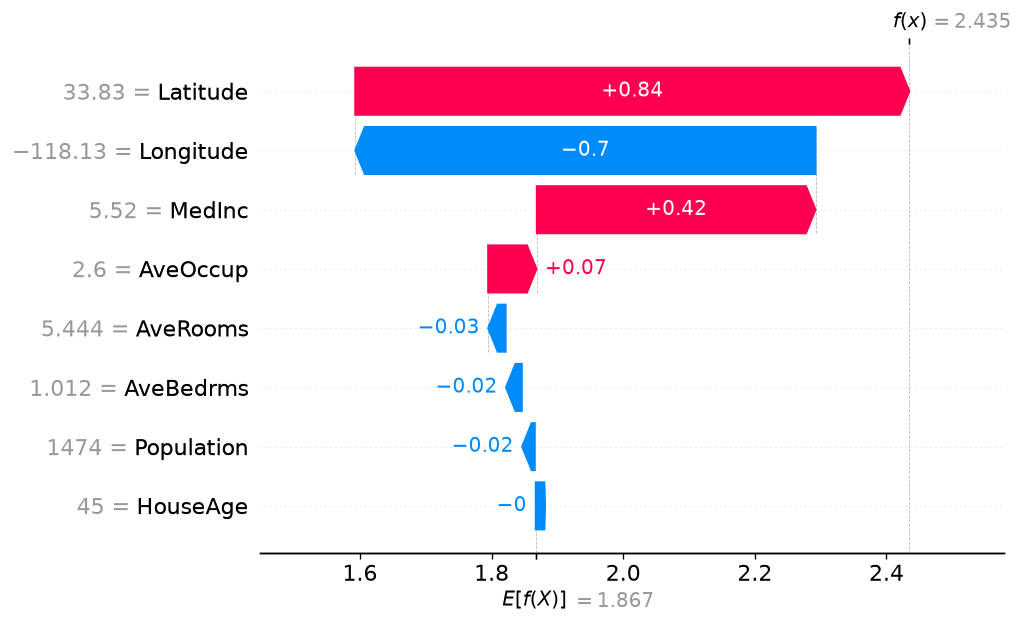 f(x) = 2.435
33.83 = Latitude +0.84
−118.13 = Longitude −0.7
5.52 = MedInc +0.42
2.6 = AveOccup +0.07
5.444 = AveRooms −0.03
1.012 = AveBedrms −0.02
1474 = Population −0.02
45 = HouseAge −0
1.6 1.8 2.0 2.2 2.4
E[f(X)] = 1.867